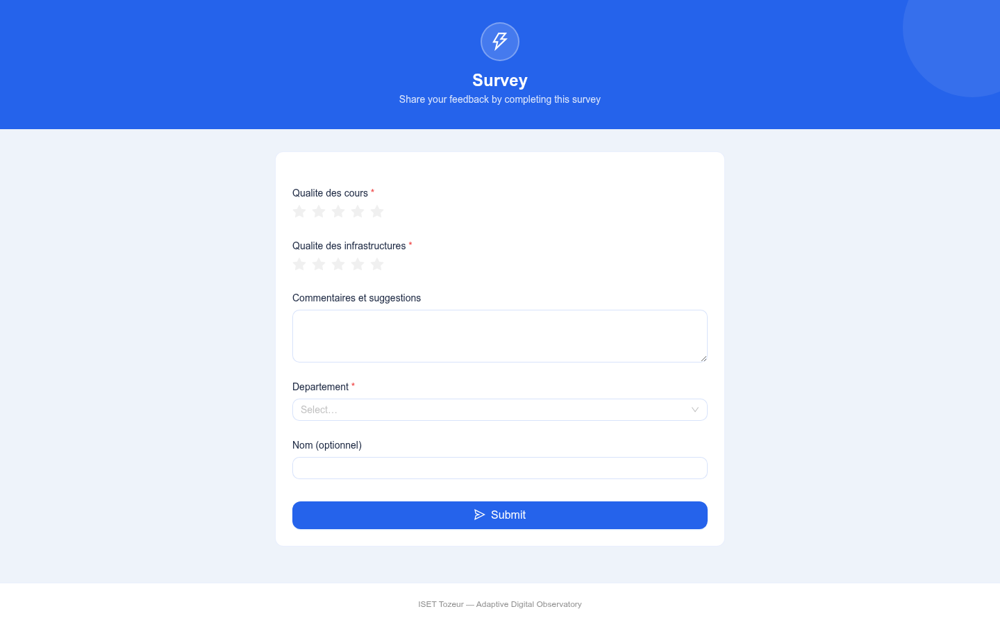 Survey
Share your feedback by completing this survey
Qualite des cours *
Qualite des infrastructures *
Commentaires et suggestions
Departement *
Select...
Nom (optionnel)
Submit
ISET Tozeur — Adaptive Digital Observatory